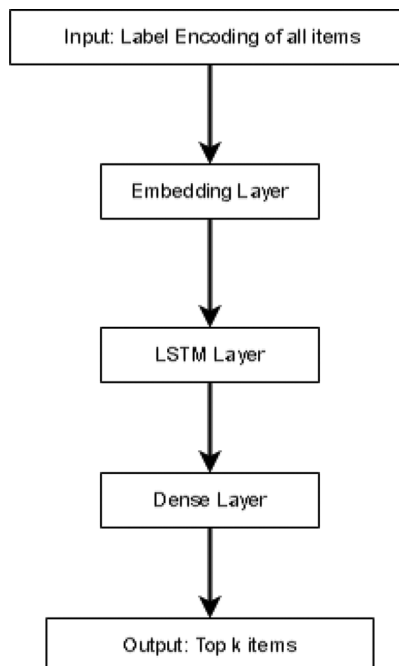 Input: Label Encoding of all items
Embedding Layer
LSTM Layer
Dense Layer
Output: Top k items